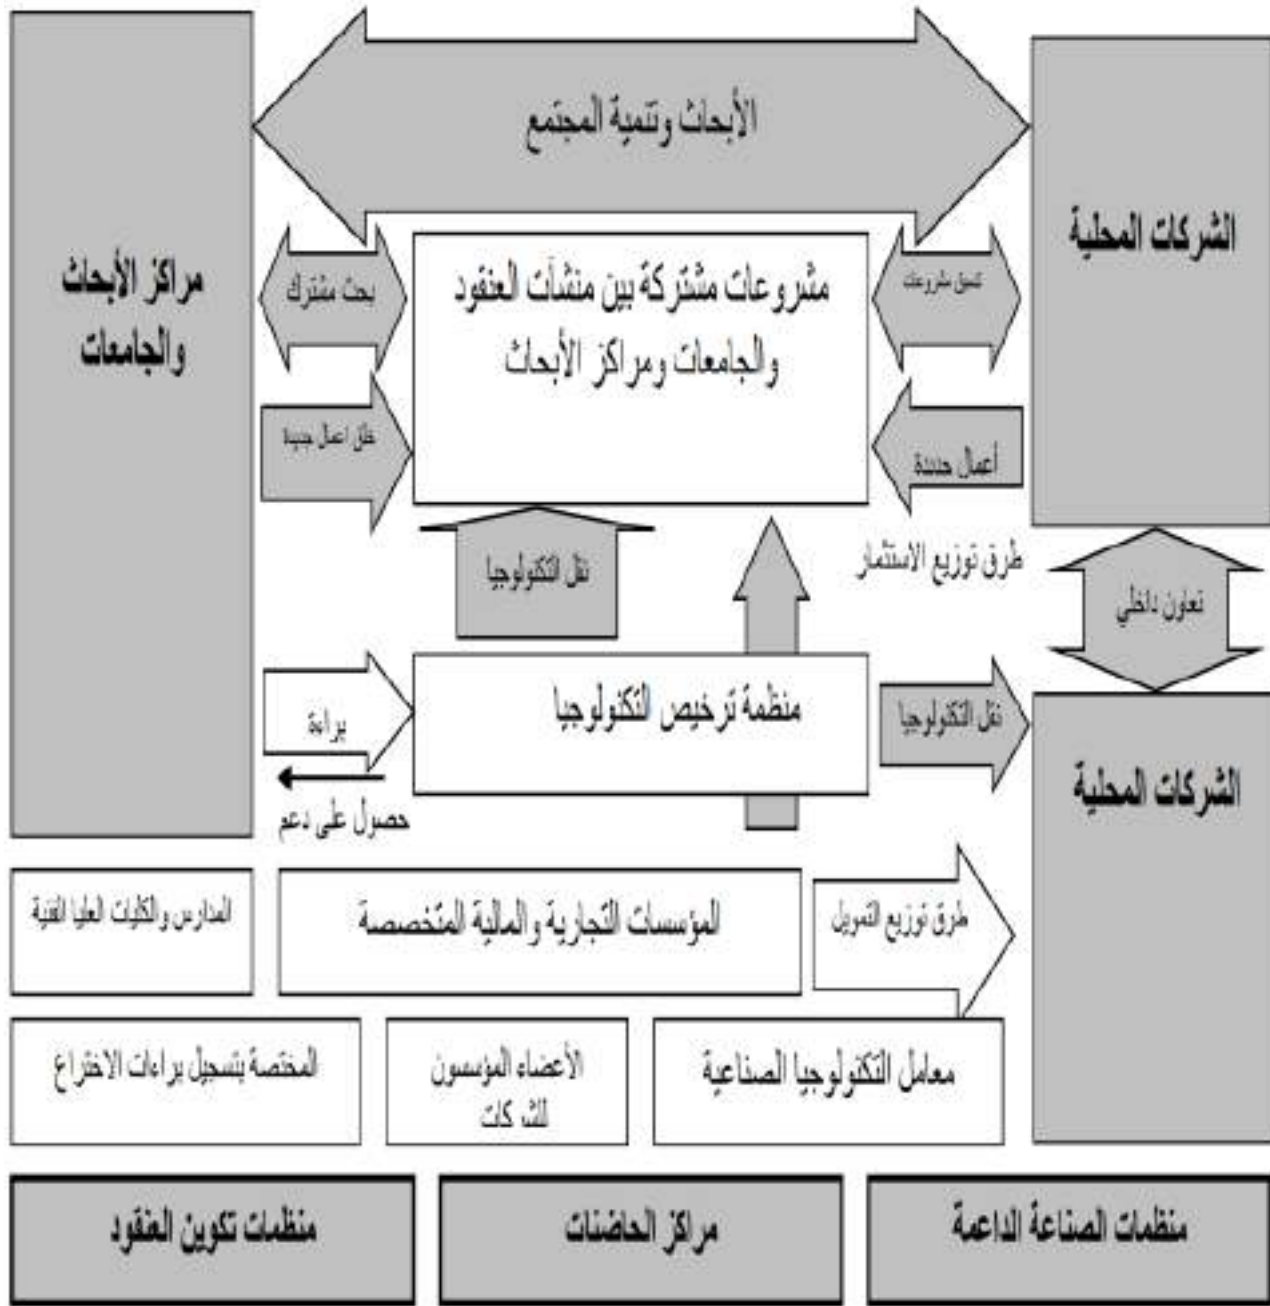 الأبحاث وتنمية المجتمع
الشركات المحلية
مراكز الأبحاث
والجامعات
مشروعات مشتركة بين منشآت العنقود
والجامعات ومراكز الأبحاث
تنسيق مشروعات
بحث مشترك
أعمال جديدة
خلق اعمال جديدة
طرق توزيع الاستثمار
نقل التكنولوجيا
تعاون داخلي
منظمة ترخيص التكنولوجيا
نقل التكنولوجيا
براءة
حصول على دعم
الشركات المحلية
طرق توزيع التمويل
المؤسسات التجارية والمالية المتخصصة
المدارس والكليات العليا الفنية
معامل التكنولوجيا الصناعية
الأعضاء المؤسسون
للشركات
المختصة بتسجيل براءات الاختراع
منظمات الصناعة الداعمة
مراكز الحاضنات
منظمات تكوين العنقود